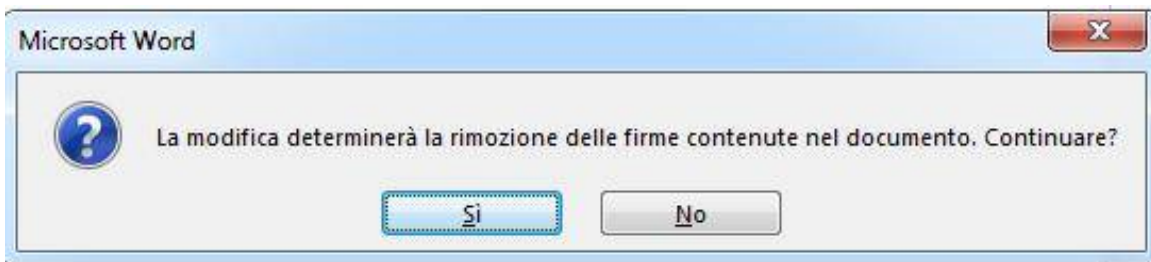 Microsoft Word
La modifica determinerà la rimozione delle firme contenute nel documento. Continuare?
Sì No